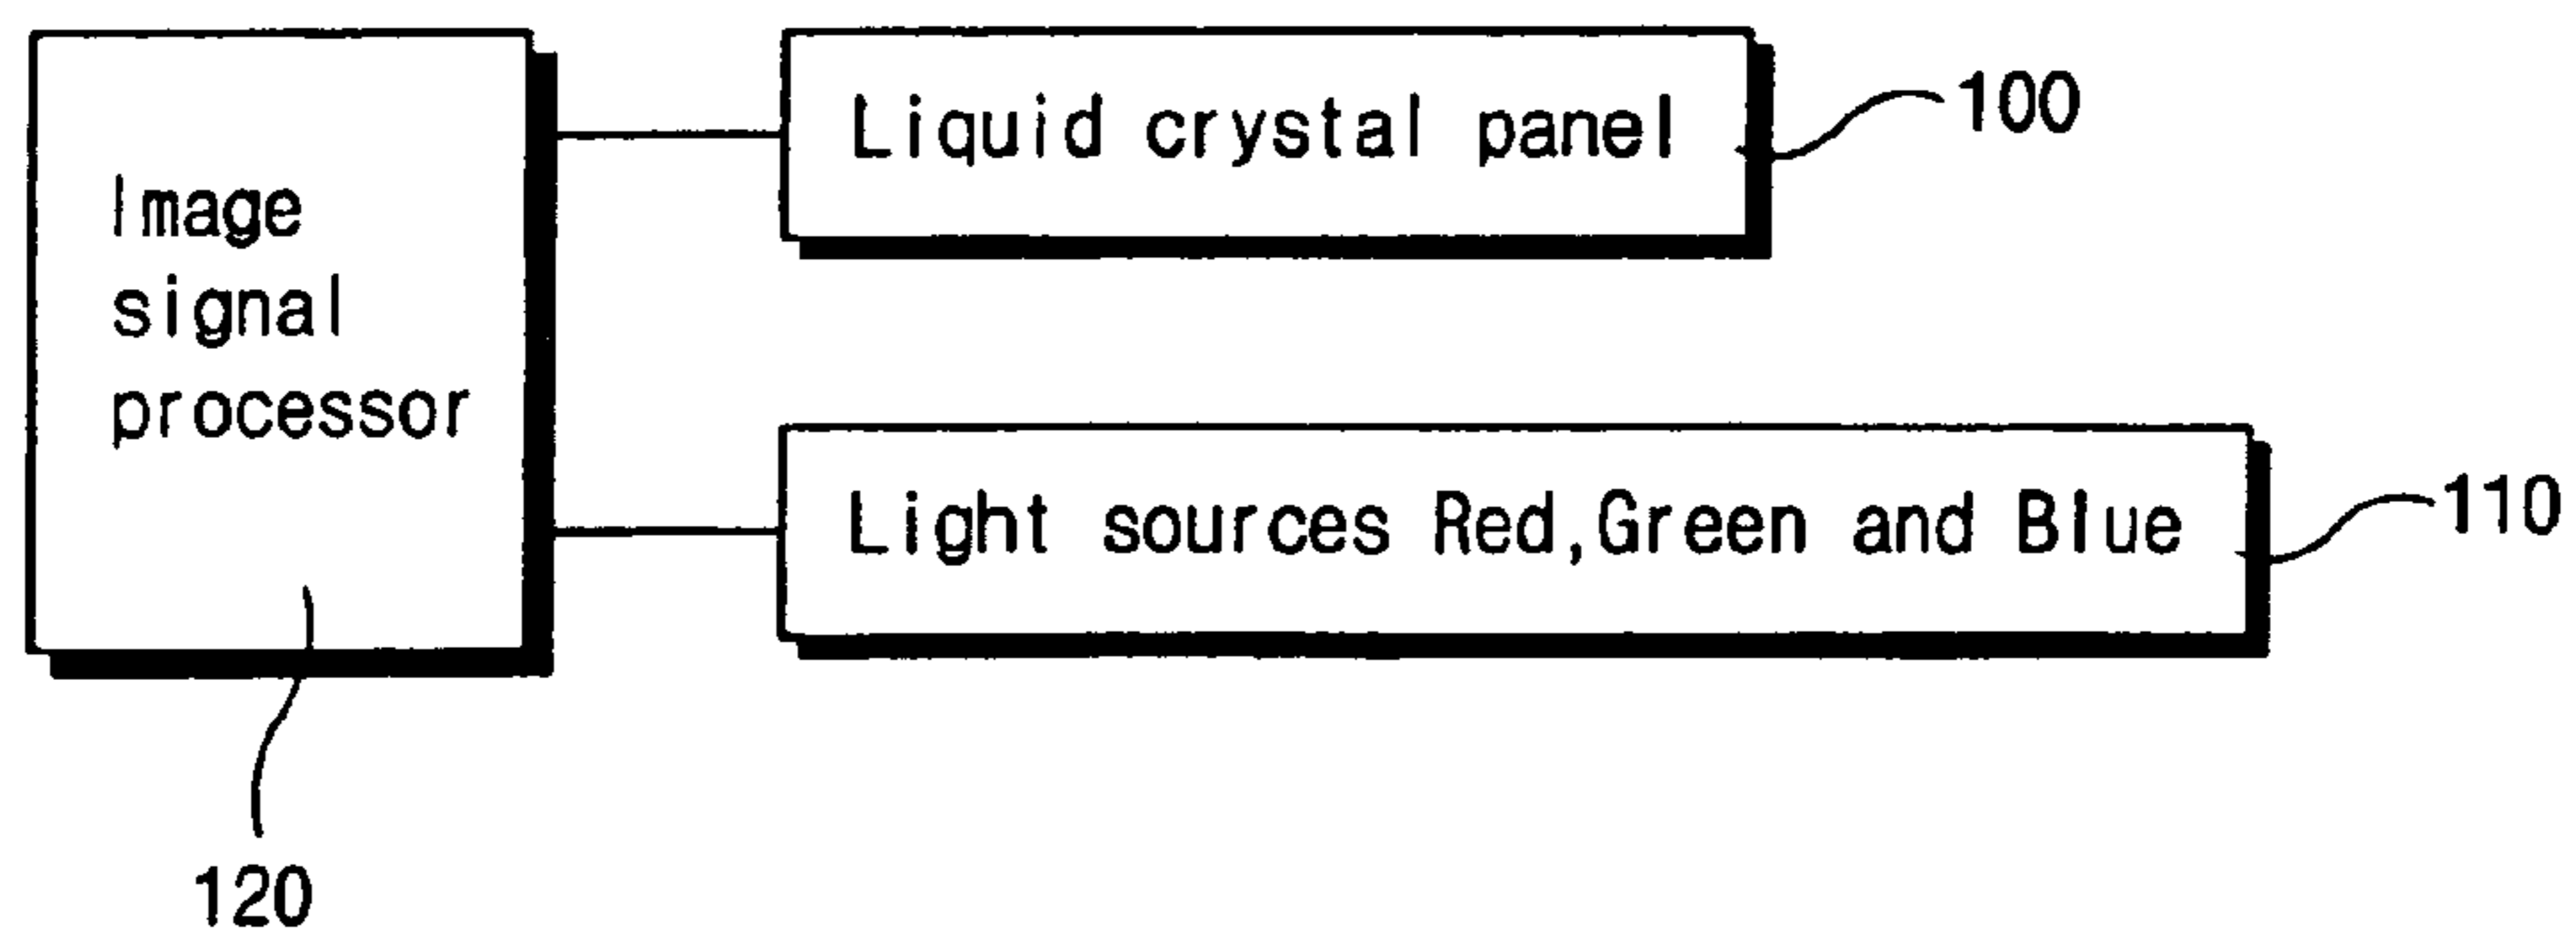 Image
signal
processor
Liquid crystal panel
100
Light sources Red,Green and Blue
110
120